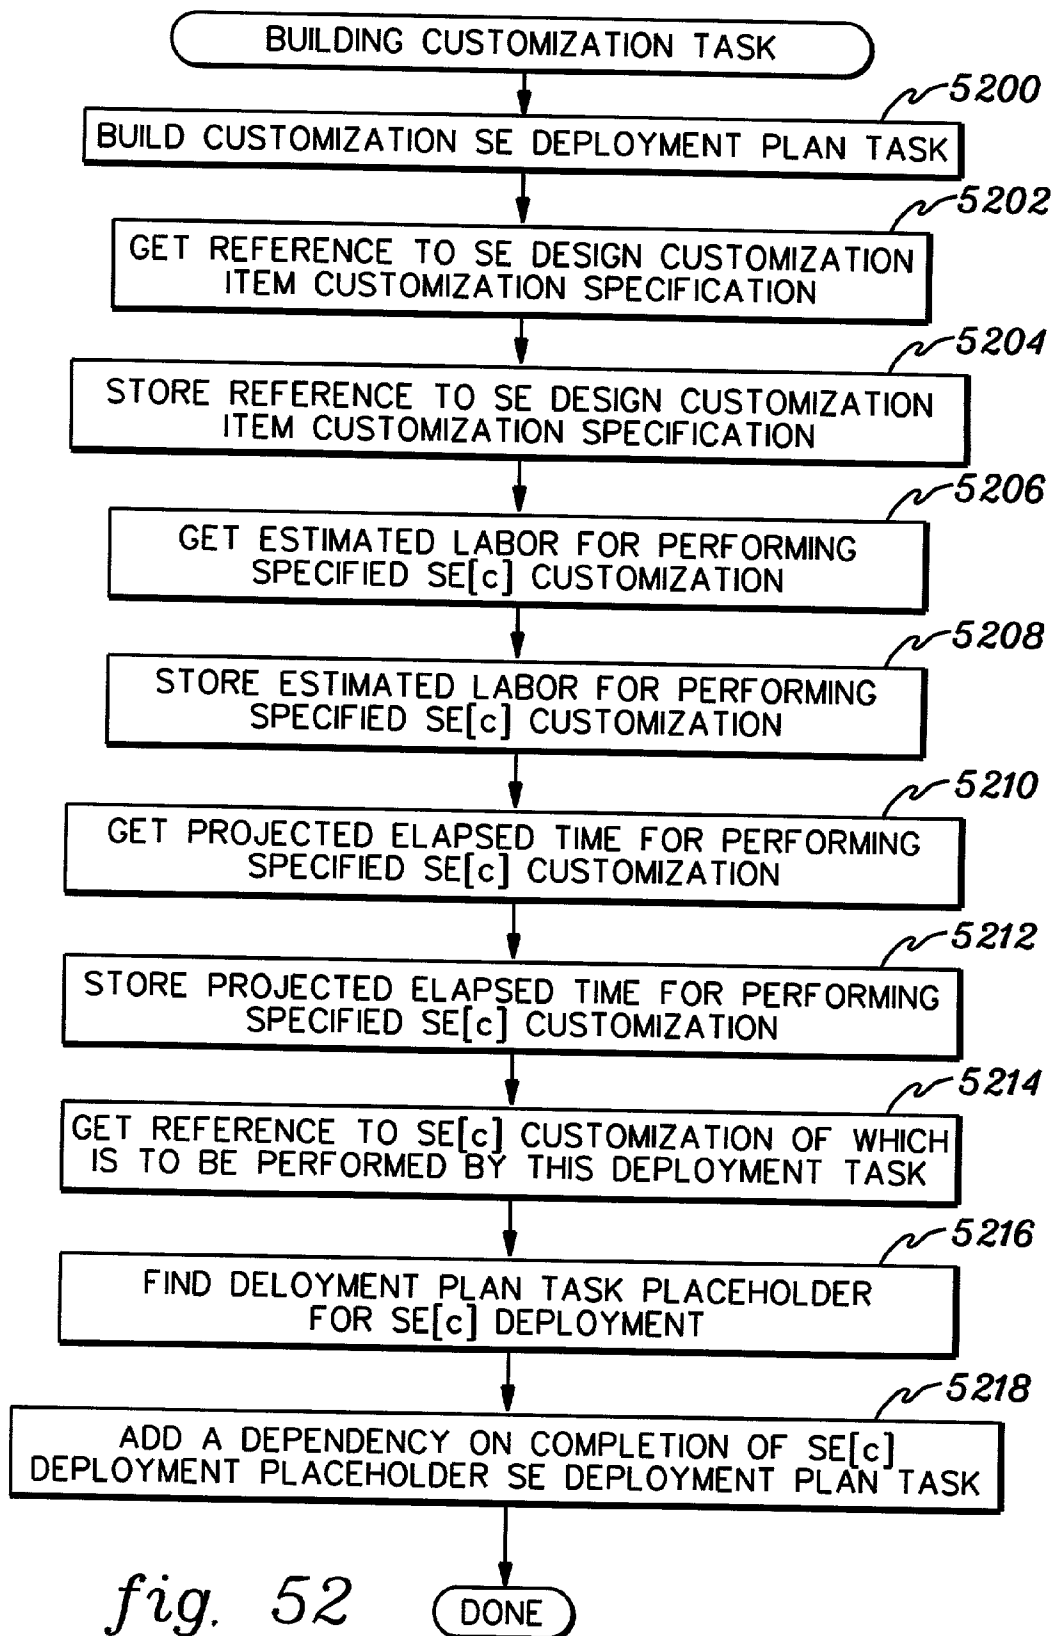 BUILDING CUSTOMIZATION TASK
5200
BUILD CUSTOMIZATION SE DEPLOYMENT PLAN TASK
5202
GET REFERENCE TO SE DESIGN CUSTOMIZATION
ITEM CUSTOMIZATION SPECIFICATION
5204
STORE REFERENCE TO SE DESIGN CUSTOMIZATION
ITEM CUSTOMIZATION SPECIFICATION
5206
GET ESTIMATED LABOR FOR PERFORMING
SPECIFIED SE[c] CUSTOMIZATION
5208
STORE ESTIMATED LABOR FOR PERFORMING
SPECIFIED SE[c] CUSTOMIZATION
5210
GET PROJECTED ELAPSED TIME FOR PERFORMING
SPECIFIED SE[c] CUSTOMIZATION
5212
STORE PROJECTED ELAPSED TIME FOR PERFORMING
SPECIFIED SE[c] CUSTOMIZATION
5214
GET REFERENCE TO SE[c] CUSTOMIZATION OF WHICH
IS TO BE PERFORMED BY THIS DEPLOYMENT TASK
5216
FIND DELOYMENT PLAN TASK PLACEHOLDER
FOR SE[c] DEPLOYMENT
5218
ADD A DEPENDENCY ON COMPLETION OF SE[c]
DEPLOYMENT PLACEHOLDER SE DEPLOYMENT PLAN TASK
DONE
fig. 52